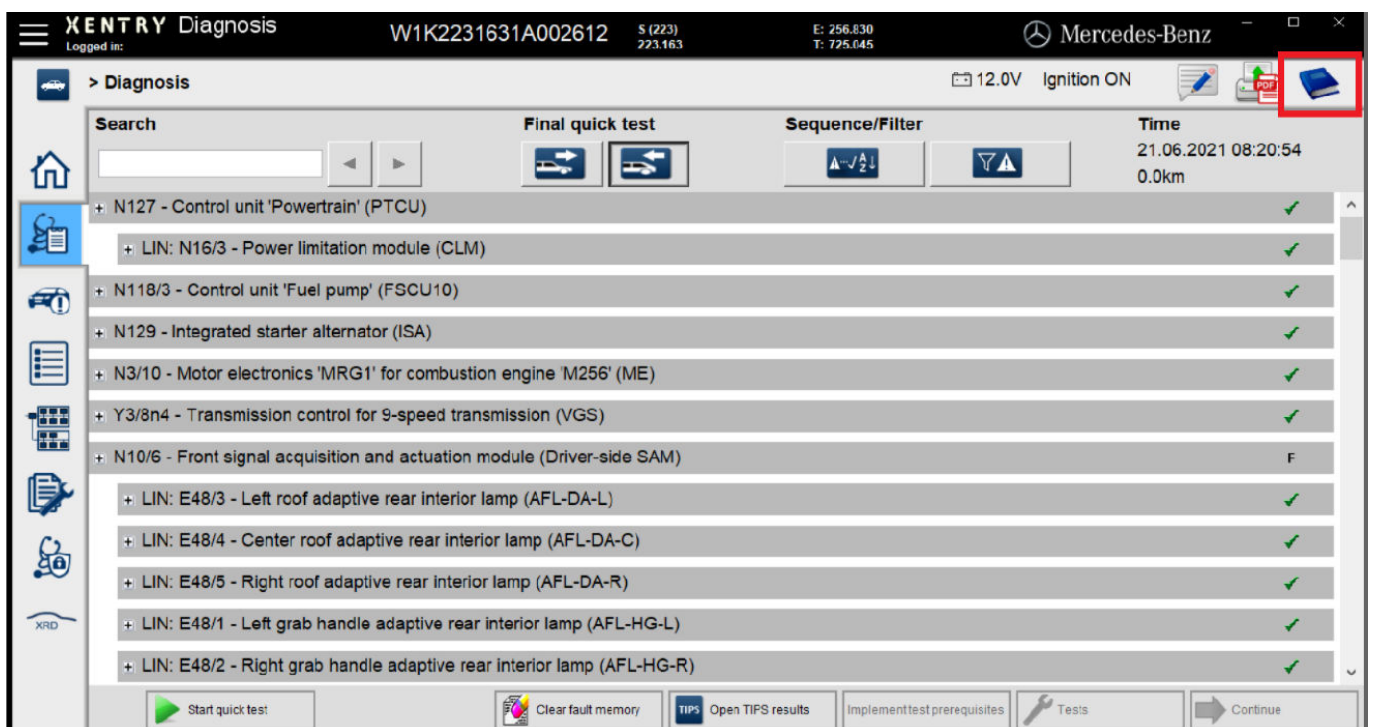 XENTRY Diagnosis
Logged in:
W1K2231631A002612
S (223)
223.163
E: 256.830
T: 725.045
Mercedes-Benz
> Diagnosis
12.0V Ignition ON
PDF
Search
Final quick test
Sequence/Filter
Time
21.06.2021 08:20:54
0.0km
+ N127 - Control unit 'Powertrain' (PTCU)
+ LIN: N16/3 - Power limitation module (CLM)
+ N118/3 - Control unit 'Fuel pump' (FSCU10)
+ N129 - Integrated starter alternator (ISA)
+ N3/10 - Motor electronics 'MRG1' for combustion engine 'M256' (ME)
+ Y3/8n4 - Transmission control for 9-speed transmission (VGS)
+ N10/6 - Front signal acquisition and actuation module (Driver-side SAM) F
+ LIN: E48/3 - Left roof adaptive rear interior lamp (AFL-DA-L)
+ LIN: E48/4 - Center roof adaptive rear interior lamp (AFL-DA-C)
+ LIN: E48/5 - Right roof adaptive rear interior lamp (AFL-DA-R)
+ LIN: E48/1 - Left grab handle adaptive rear interior lamp (AFL-HG-L)
+ LIN: E48/2 - Right grab handle adaptive rear interior lamp (AFL-HG-R)
XRD
Start quick test
Clear fault memory
TIPS Open TIPS results
Implement test prerequisites
Tests
Continue